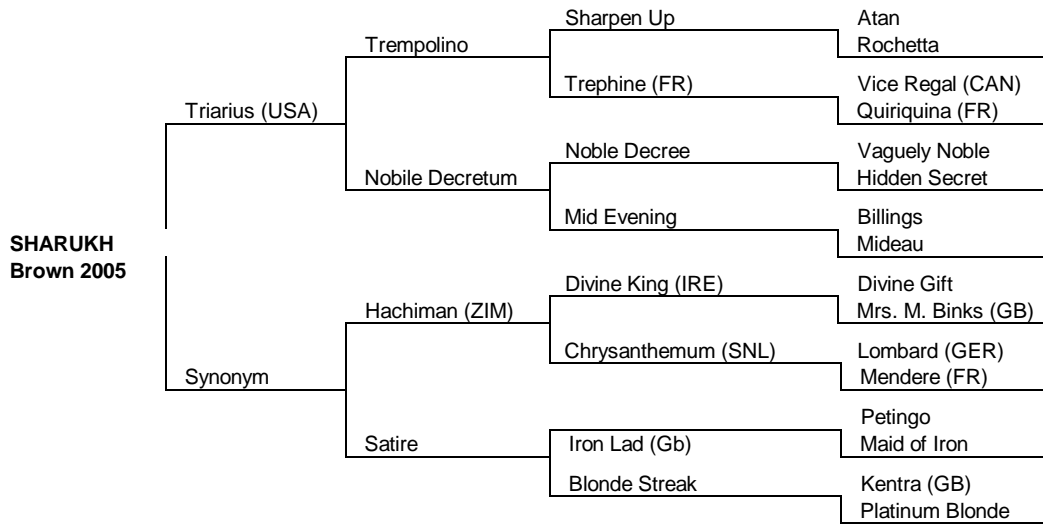 Sharpen Up
Atan
Trempolino
Rochetta
Trephine (FR)
Vice Regal (CAN)
Triarius (USA)
Quiriquina (FR)
Noble Decree
Vaguely Noble
Nobile Decretum
Hidden Secret
Mid Evening
Billings
SHARUKH
Mideau
Brown 2005
Divine King (IRE)
Divine Gift
Hachiman (ZIM)
Mrs. M. Binks (GB)
Chrysanthemum (SNL)
Lombard (GER)
Synonym
Mendere (FR)
Petingo
Satire
Iron Lad (Gb)
Maid of Iron
Blonde Streak
Kentra (GB)
Platinum Blonde